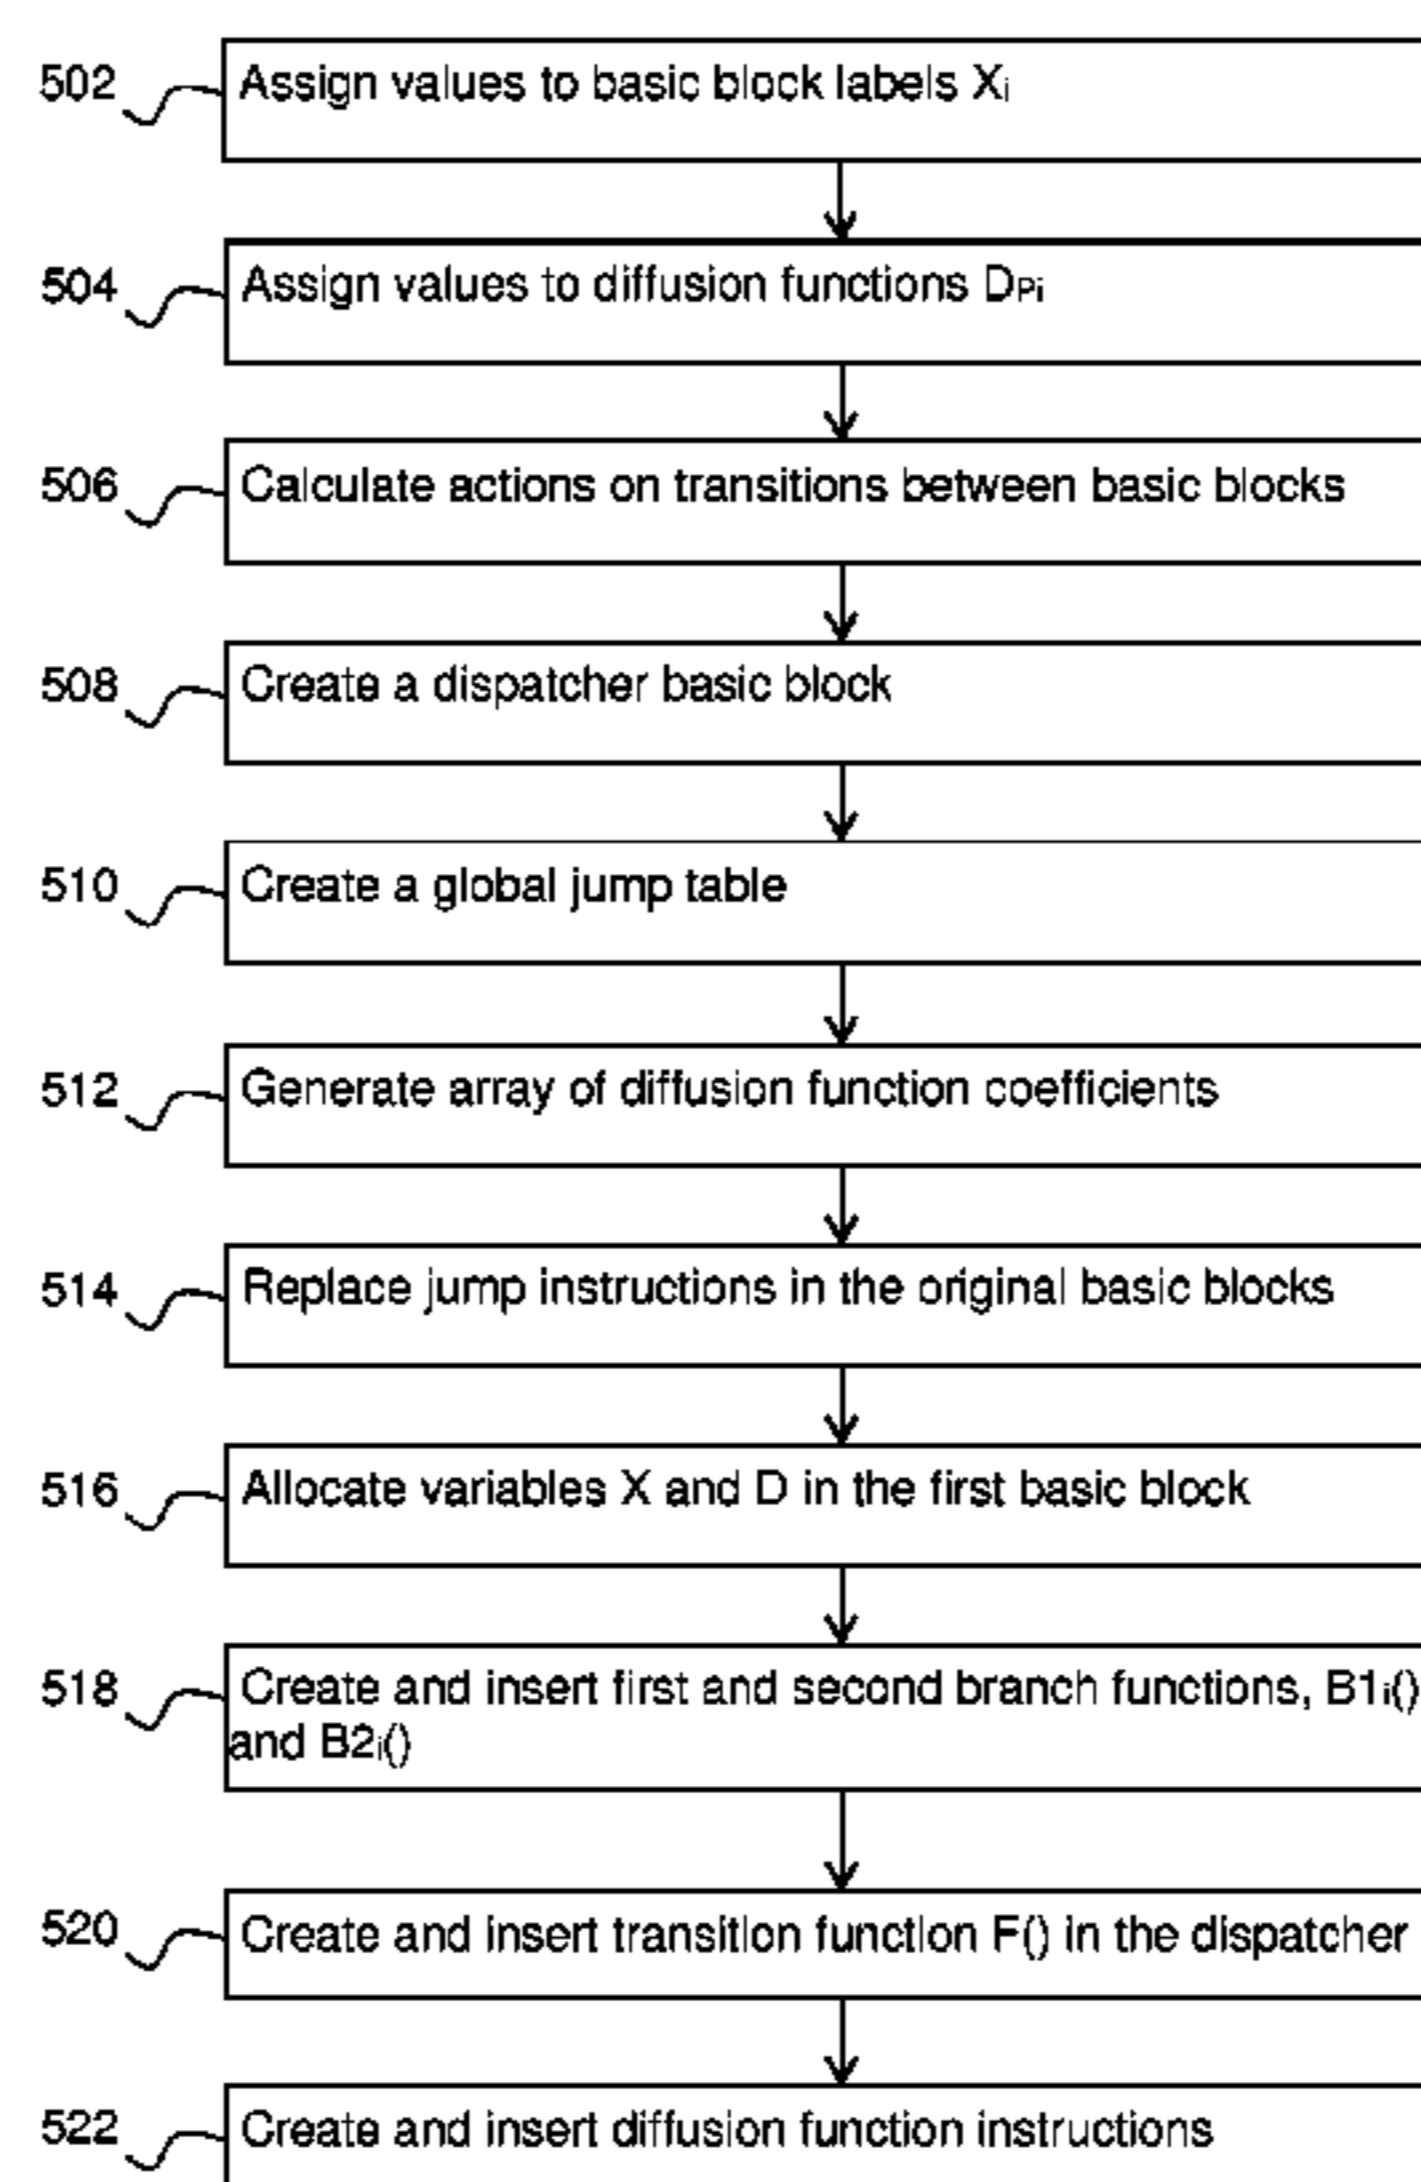 502 Assign values to basic block labels Xi
504 Assign values to diffusion functions DPi
506 Calculate actions on transitions between basic blocks
508 Create a dispatcher basic block
510 Create a global jump table
512 Generate array of diffusion function coefficients
514 Replace jump instructions in the original basic blocks
516 Allocate variables X and D in the first basic block
518 Create and insert first and second branch functions, B1i()
and B2i()
520 Create and insert transition function F() in the dispatcher
522 Create and insert diffusion function instructions